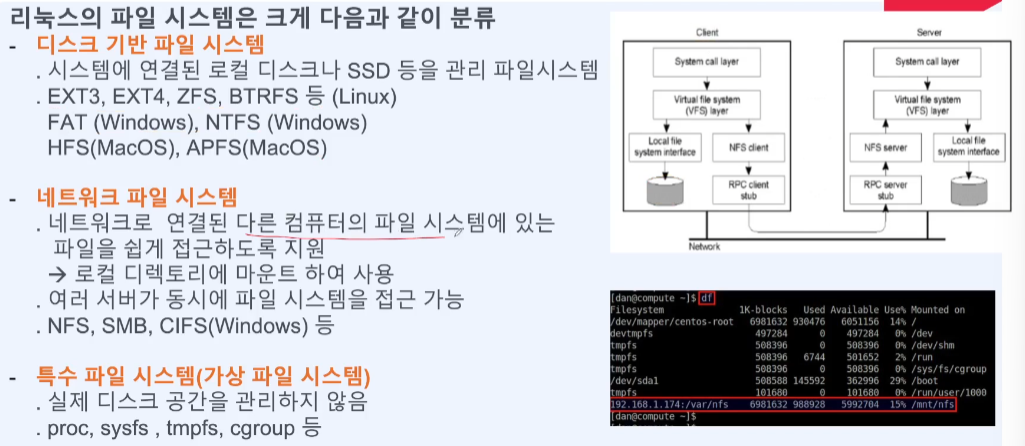 리눅스의 파일 시스템은 크게 다음과 같이 분류
- 디스크 기반 파일 시스템
. 시스템에 연결된 로컬 디스크나 SSD 등을 관리 파일시스템
. EXT3, EXT4, ZFS, BTRFS 등 (Linux)
FAT (Windows), NTFS (Windows)
HFS(MacOS), APFS(MacOS)
- 네트워크 파일 시스템
. 네트워크로 연결된 다른 컴퓨터의 파일 시스템에 있는
파일을 쉽게 접근하도록 지원
→ 로컬 디렉토리에 마운트 하여 사용
. 여러 서버가 동시에 파일 시스템을 접근 가능
. NFS, SMB, CIFS(Windows) 등
- 특수 파일 시스템(가상 파일 시스템)
. 실제 디스크 공간을 관리하지 않음
. proc, sysfs , tmpfs, cgroup 등
Client
System call layer
Virtual file system
(VFS) layer
Local file
system interface
NFS client
RPC client
stub
Server
System call layer
Virtual file system
(VFS) layer
NFS server
Local file
system interface
RPC server
stub
Network
[dan@compute ~]$ df
Filesystem 1K-blocks Used Available Use% Mounted on
/dev/mapper/centos-root 6981632 930476 6051156 14% /
devtmpfs 497284 0 497284 0% /dev
tmpfs 508396 0 508396 0% /dev/shm
tmpfs 508396 6744 501652 2% /run
tmpfs 508396 0 508396 0% /sys/fs/cgroup
/dev/sda1 508588 145592 362996 29% /boot
tmpfs 101680 0 101680 0% /run/user/1000
192.168.1.174:/var/nfs 6981632 988928 5992704 15% /mnt/nfs
[dan@compute ~]$